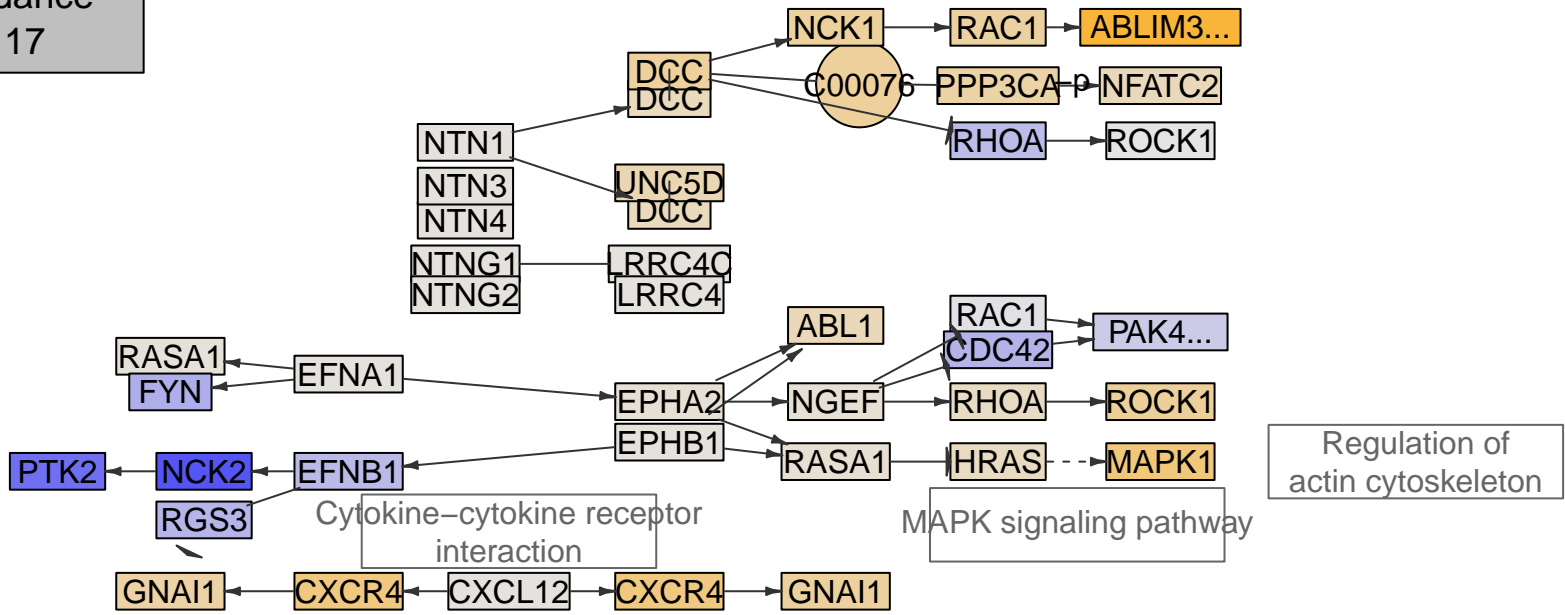 17
NCK1
RAC1
ABLIM3...
DCC
DCC
C00076
PPP3CA
–p
NFATC2
NTN1
RHOA
ROCK1
NTN3
NTN4
UNC5D
DCC
NTNG1
NTNG2
LRRC4C
LRRC4
ABL1
RAC1
CDC42
PAK4...
RASA1
FYN
EFNA1
EPHA2
NGEF
RHOA
ROCK1
EPHB1
PTK2
NCK2
EFNB1
RASA1
HRAS
MAPK1
Regulation of
actin cytoskeleton
RGS3
Cytokine−cytokine receptor
interaction
MAPK signaling pathway
GNAI1
CXCR4
CXCL12
CXCR4
GNAI1